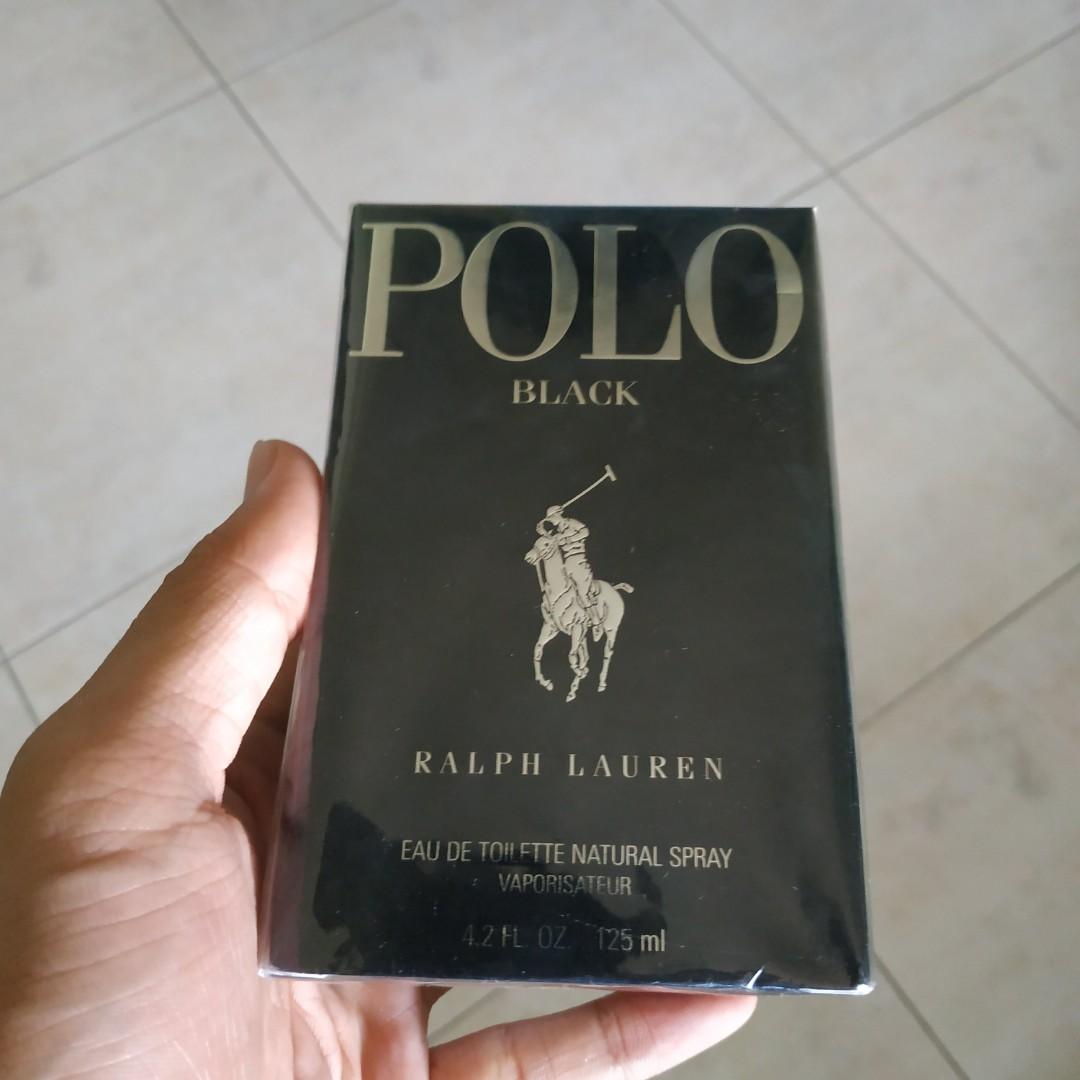 POLO
BLACK
RALPH LAUREN
EAU DE TOILETTE NATURAL SPRAY
VAPORISATEUR
4.2 FL. OZ. 125 ml